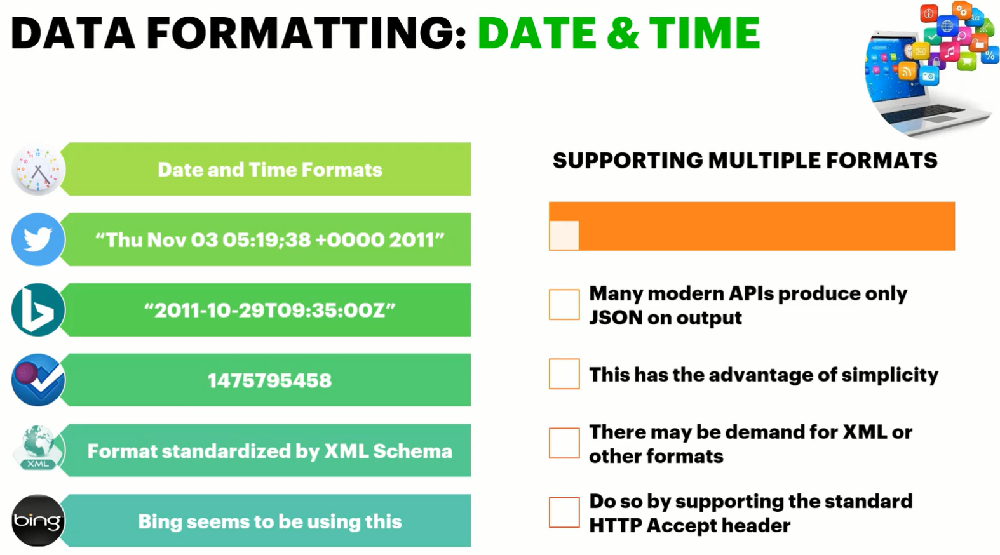 DATA FORMATTING: DATE & TIME
Date and Time Formats
“Thu Nov 03 05:19;38 +0000 2011”
“2011-10-29T09:35:00Z”
1475795458
XML
Format standardized by XML Schema
bing
Bing seems to be using this
SUPPORTING MULTIPLE FORMATS
Many modern APIs produce only
JSON on output
This has the advantage of simplicity
There may be demand for XML or
other formats
Do so by supporting the standard
HTTP Accept header